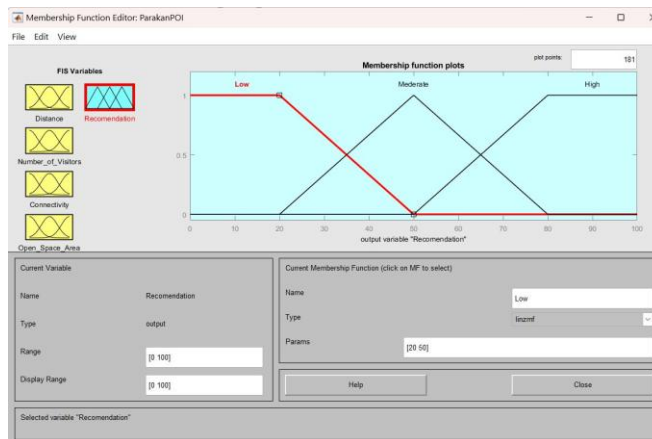 Membership Function Editor: ParakanPOI
File Edit View
FIS Variables
Distance
Recomendation
Number_of_Visitors
Connectivity
Open_Space_Area
Membership function plots
plot points:
181
Low
Moderate
High
1
0.5
0
0 10 20 30 40 50 60 70 80 90 100
output variable "Recomendation"
Current Variable
Name Recomendation
Type output
Range [0 100]
Display Range [0 100]
Current Membership Function (click on MF to select)
Name Low
Type linzmf
Params [20 50]
Help
Close
Selected variable "Recomendation"